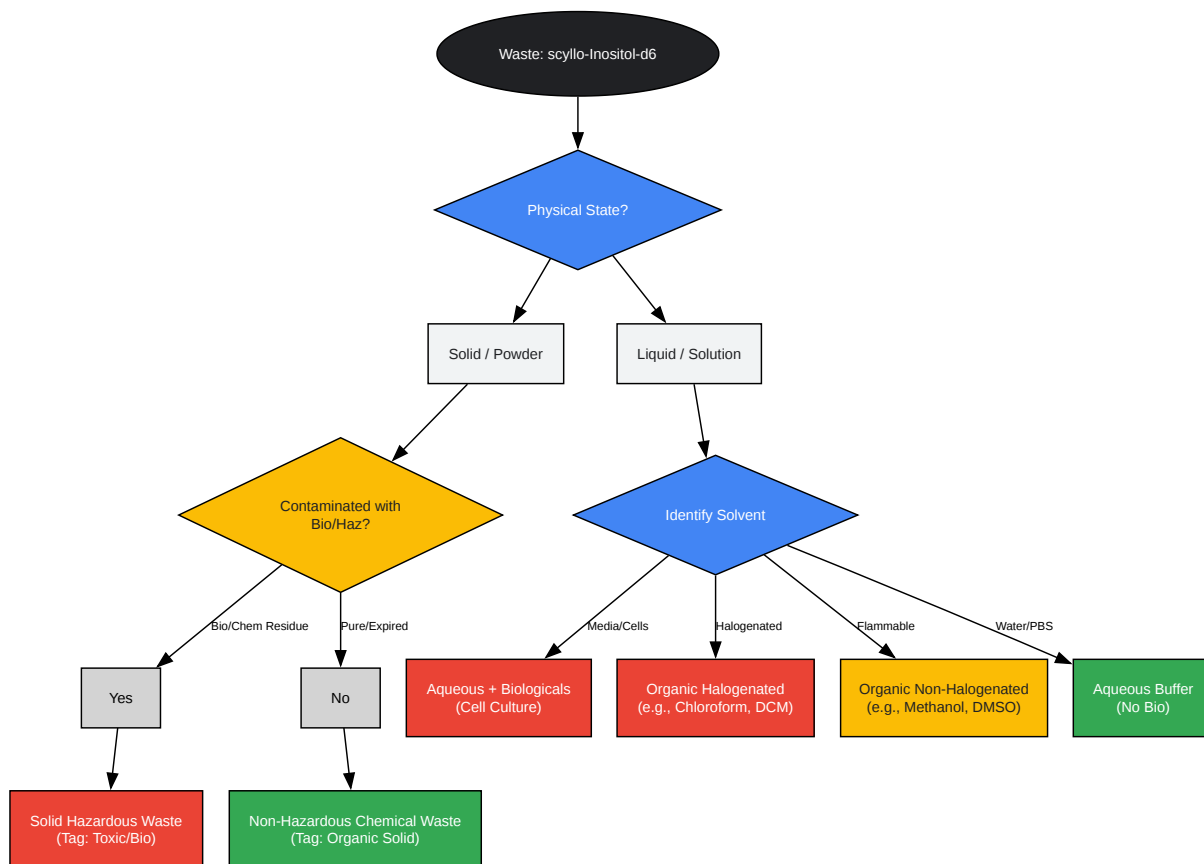 Waste: scyllo-Inositol-d6
Physical State?
Solid / Powder
Liquid / Solution
Contaminated with
Bio/Haz?
Identify Solvent
Bio/Chem Residue
Pure/Expired
Media/Cells
Halogenated
Flammable
Water/PBS
Yes
No
Aqueous + Biologicals
(Cell Culture)
Organic Halogenated
(e.g., Chloroform, DCM)
Organic Non-Halogenated
(e.g., Methanol, DMSO)
Aqueous Buffer
(No Bio)
Solid Hazardous Waste
(Tag: Toxic/Bio)
Non-Hazardous Chemical Waste
(Tag: Organic Solid)